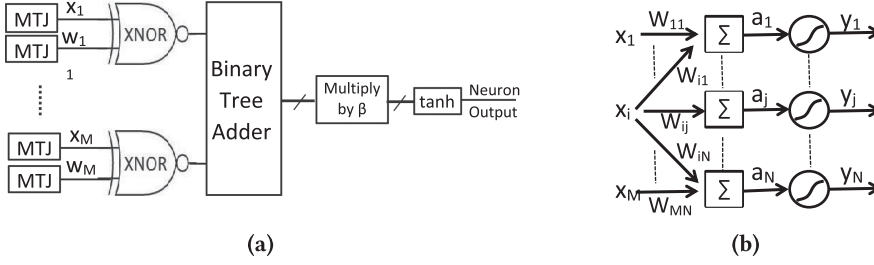 MTJ x1
XNOR
MTJ w1
1
MTJ xM
XNOR
MTJ wM
Binary
Tree
Adder
Multiply
by β
tanh
Neuron
Output
(a)
x1 W11 Σ a1 y1
Wi1
xi Wij Σ aj yj
WiN
xM WMN Σ aN yN
(b)